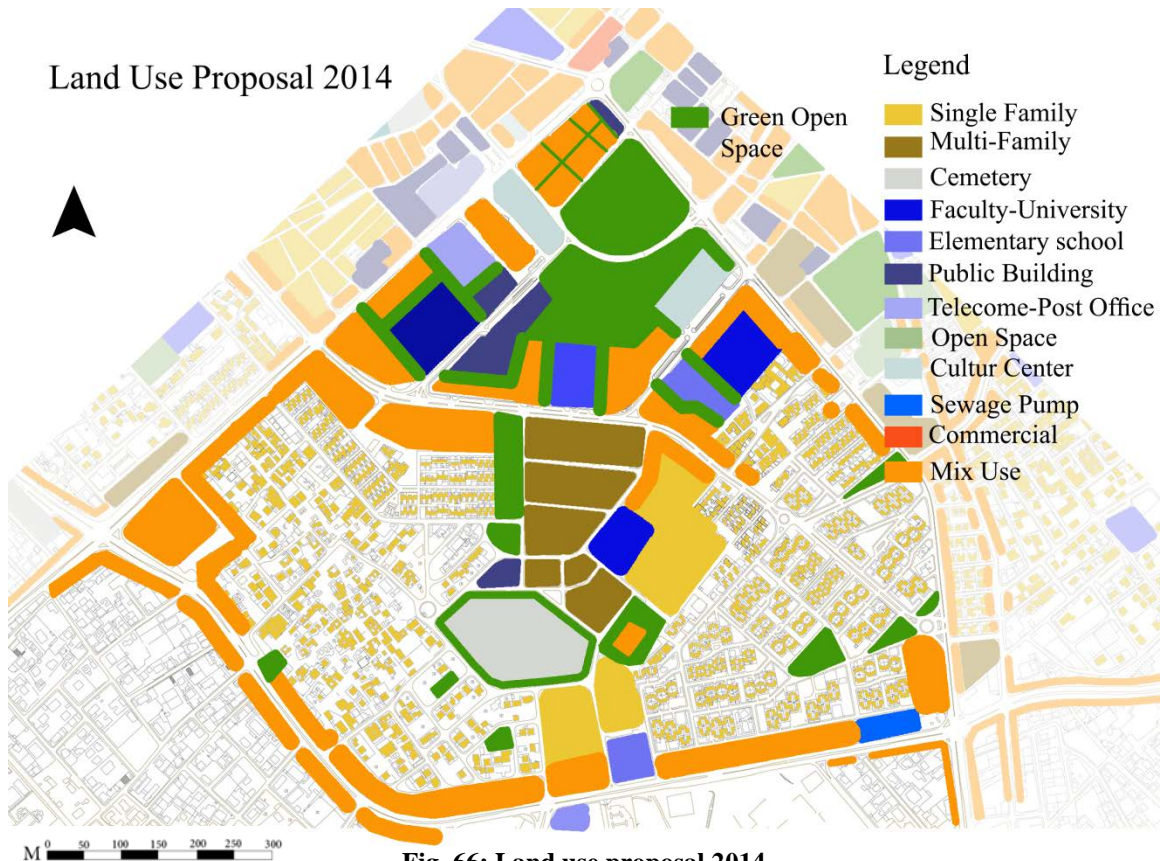 Land Use Proposal 2014
Green Open
Space
Legend
Single Family
Multi-Family
Cemetery
Faculty-University
Elementary school
Public Building
Telecome-Post Office
Open Space
Cultur Center
Sewage Pump
Commercial
Mix Use
M 0 50 100 150 200 250 300
Fig. 66: Land use proposal 2014